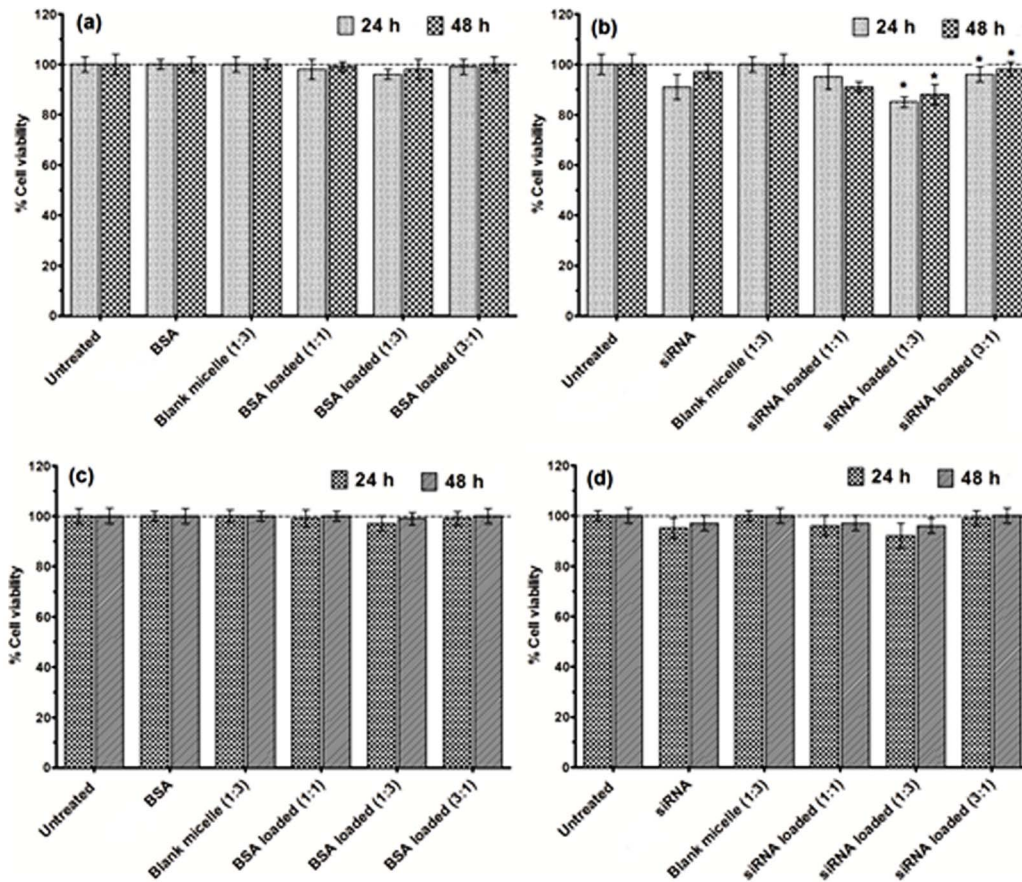 (a)
24 h
48 h
% Cell viability
120
100
80
60
40
20
0
Untreated
BSA
Blank micelle (1:3)
BSA loaded (1:1)
BSA loaded (1:3)
BSA loaded (3:1)
(b)
24 h
48 h
% Cell viability
120
100
80
60
40
20
0
*
*
*
*
Untreated
siRNA
Blank micelle (1:3)
siRNA loaded (1:1)
siRNA loaded (1:3)
siRNA loaded (3:1)
(c)
24 h
48 h
% Cell viability
120
100
80
60
40
20
0
Untreated
BSA
Blank micelle (1:3)
BSA loaded (1:1)
BSA loaded (1:3)
BSA loaded (3:1)
(d)
24 h
48 h
% Cell viability
120
100
80
60
40
20
0
Untreated
siRNA
Blank micelle (1:3)
siRNA loaded (1:1)
siRNA loaded (1:3)
siRNA loaded (3:1)